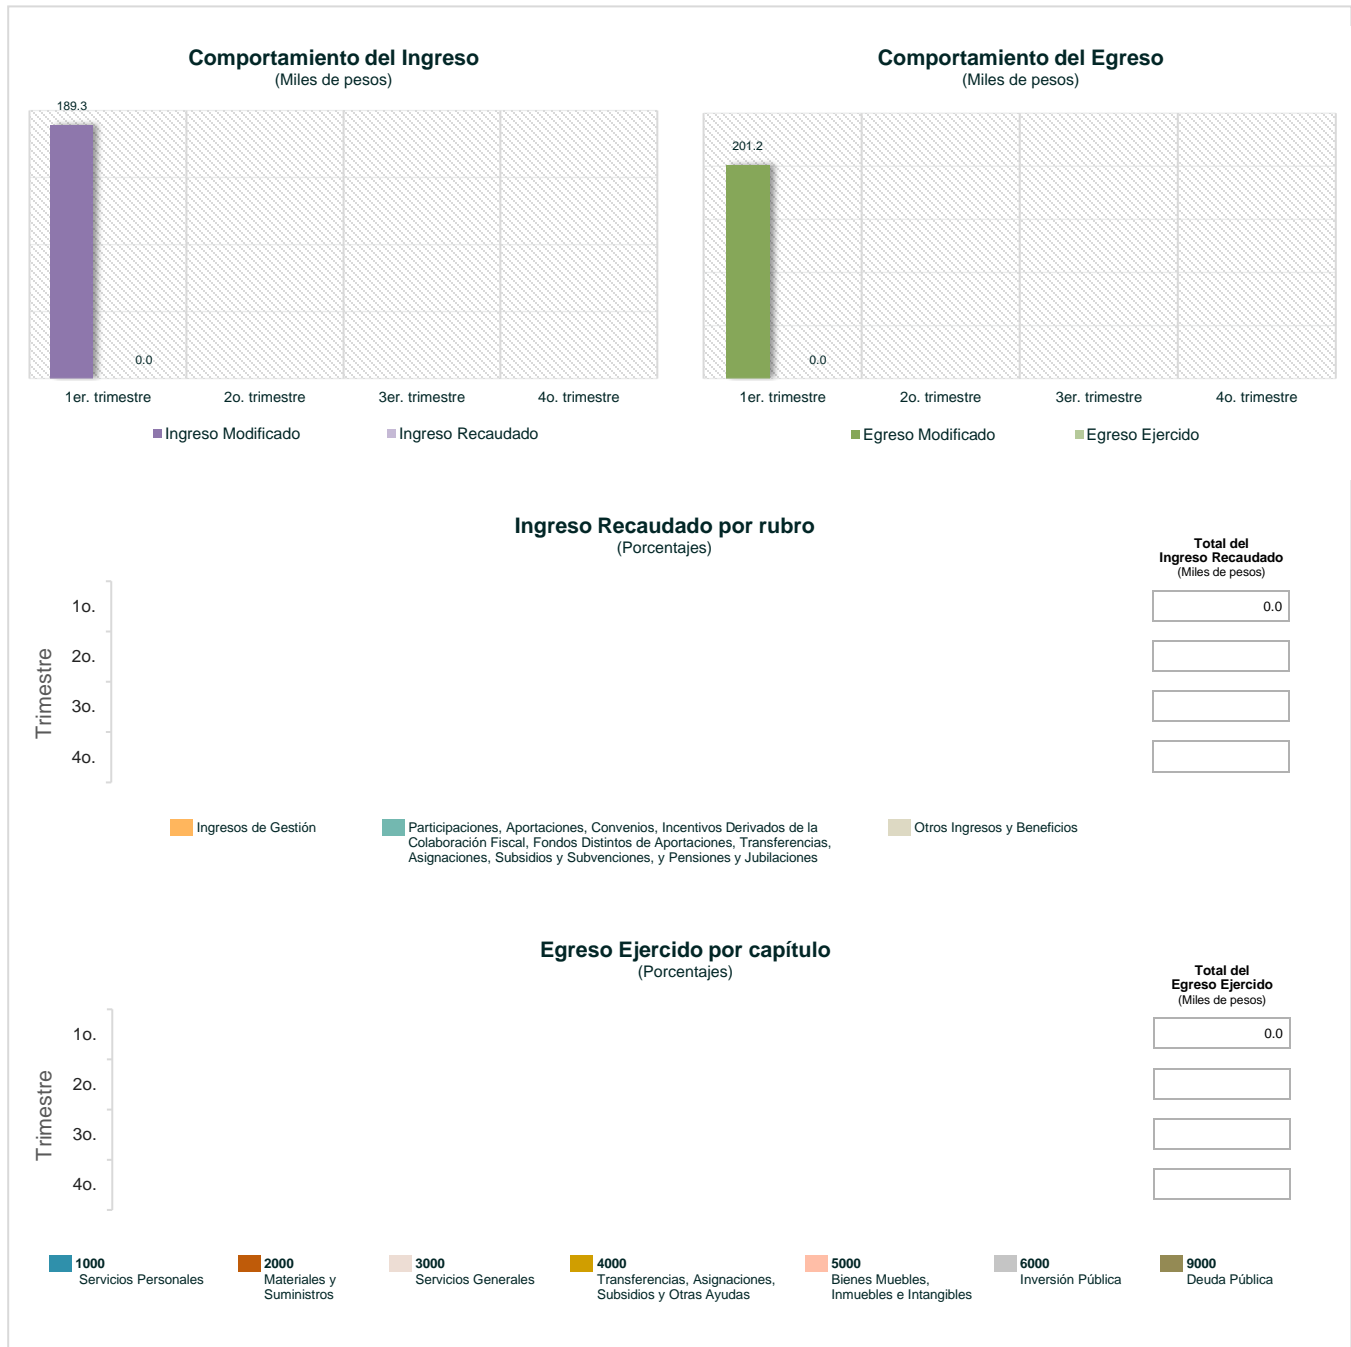 Comportamiento del Ingreso
(Miles de pesos)
189.3
0.0
1er. trimestre
2o. trimestre
3er. trimestre
4o. trimestre
Ingreso Modificado
Ingreso Recaudado
Comportamiento del Egreso
(Miles de pesos)
201.2
0.0
1er. trimestre
2o. trimestre
3er. trimestre
4o. trimestre
Egreso Modificado
Egreso Ejercido
Ingreso Recaudado por rubro
(Porcentajes)
Total del
Ingreso Recaudado
(Miles de pesos)
Trimestre
1o.
0.0
2o.
3o.
4o.
Ingresos de Gestión
Participaciones, Aportaciones, Convenios, Incentivos Derivados de la
Colaboración Fiscal, Fondos Distintos de Aportaciones, Transferencias,
Asignaciones, Subsidios y Subvenciones, y Pensiones y Jubilaciones
Otros Ingresos y Beneficios
Egreso Ejercido por capítulo
(Porcentajes)
Total del
Egreso Ejercido
(Miles de pesos)
Trimestre
1o.
0.0
2o.
3o.
4o.
1000
Servicios Personales
2000
Materiales y
Suministros
3000
Servicios Generales
4000
Transferencias, Asignaciones,
Subsidios y Otras Ayudas
5000
Bienes Muebles,
Inmuebles e Intangibles
6000
Inversión Pública
9000
Deuda Pública